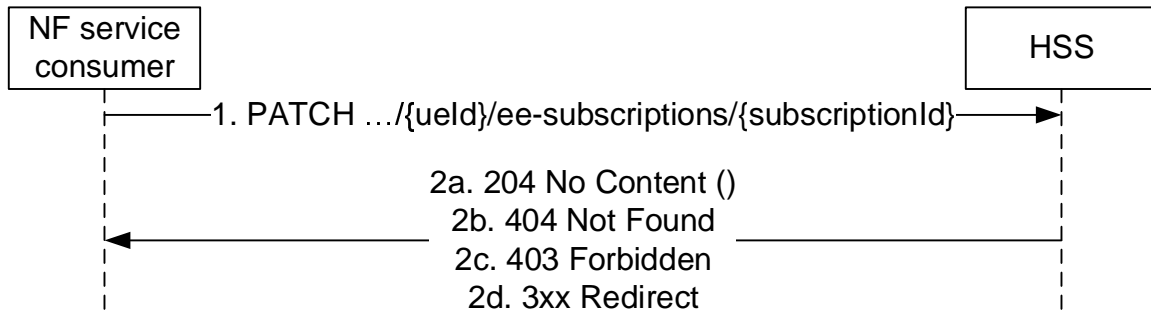 NF service
consumer
HSS
1. PATCH …/{ueId}/ee-subscriptions/{subscriptionId}
2a. 204 No Content ()
2b. 404 Not Found
2c. 403 Forbidden
2d. 3xx Redirect